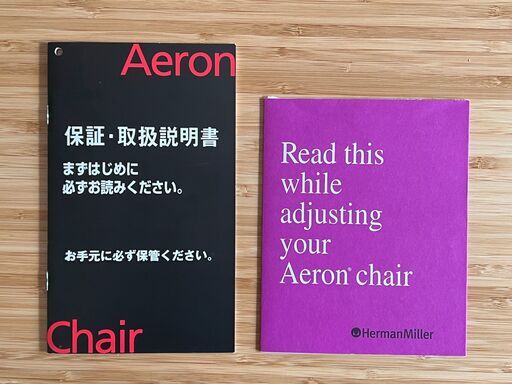 Aeron
保証・取扱説明書
まずはじめに
必ずお読みください。
お手元に必ず保管ください。
Chair
Read this
while
adjusting
your
Aeron® chair
HermanMiller